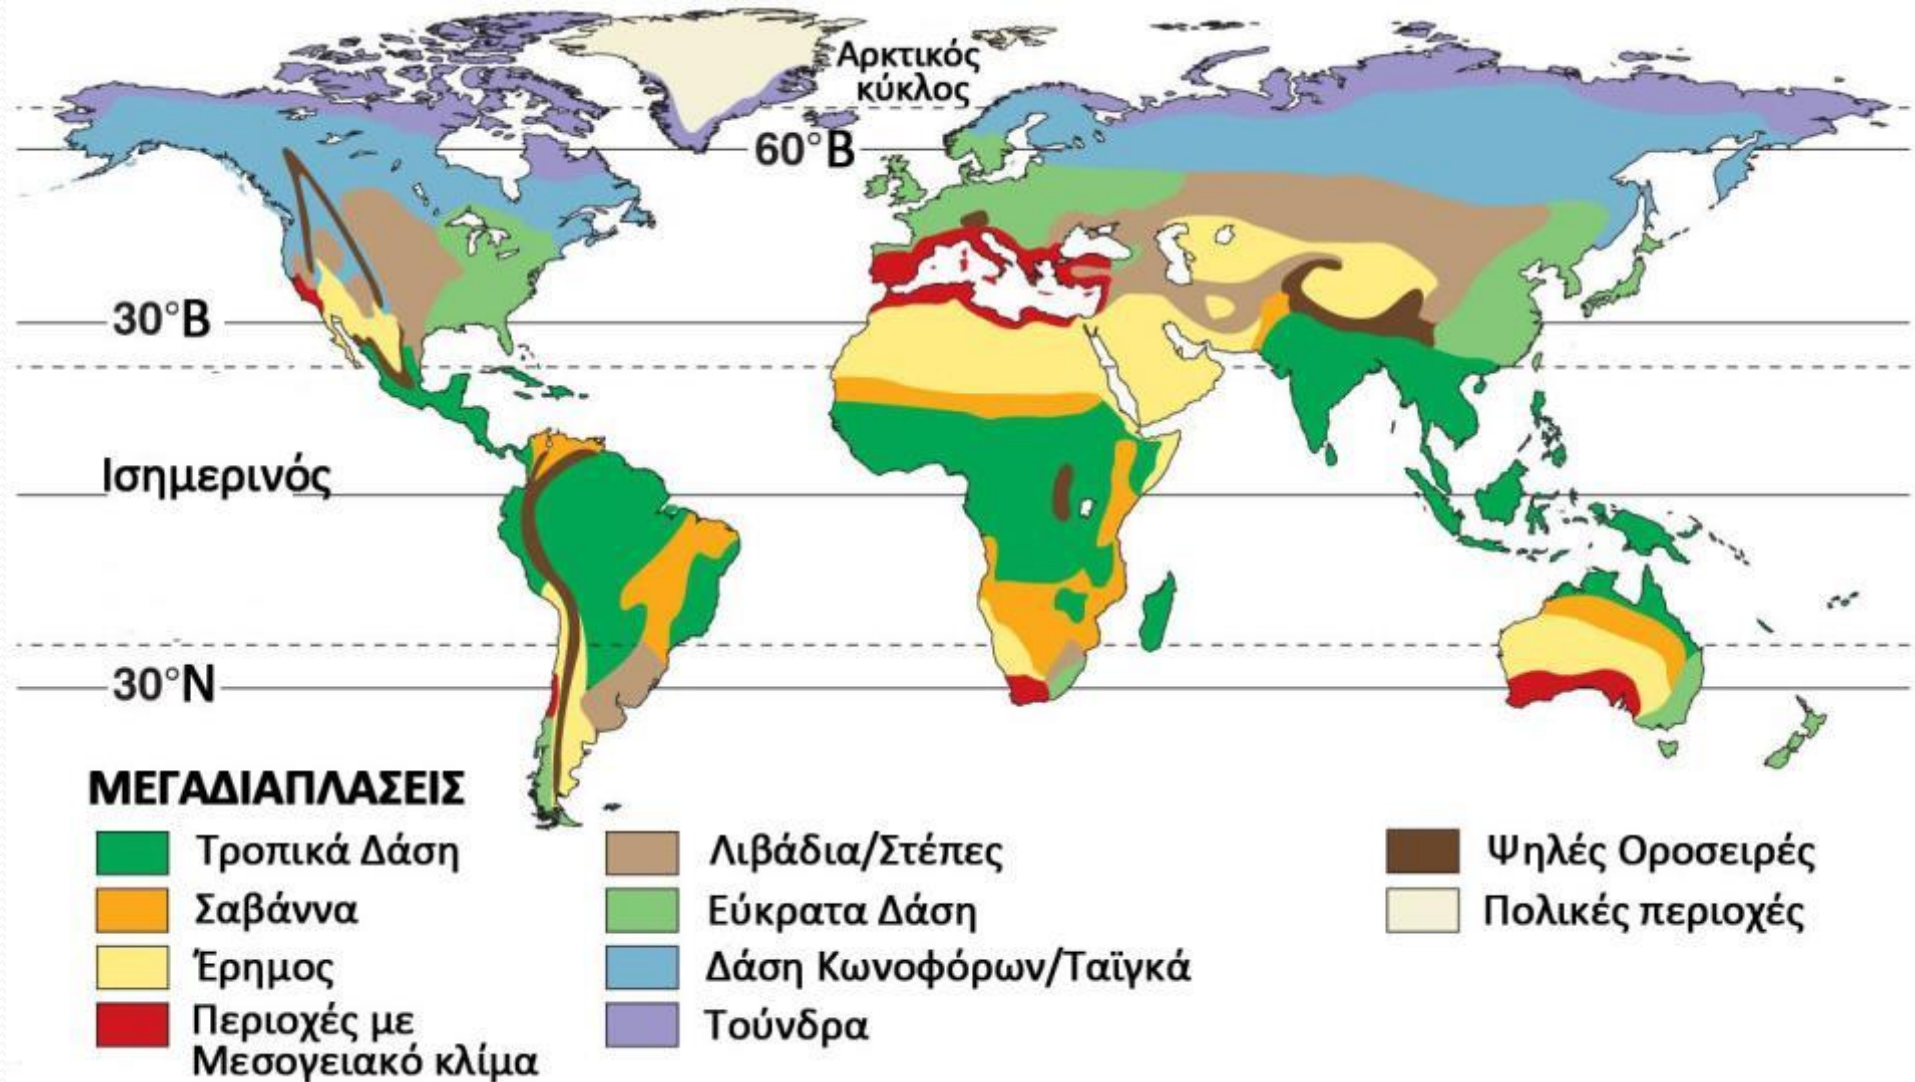 Αρκτικός
κύκλος
60°Β
30°Β
Ισημερινός
30°Ν
ΜΕΓΑΔΙΑΠΛΑΣΕΙΣ
Τροπικά Δάση
Σαβάννα
Έρημος
Περιοχές με
Μεσογειακό κλίμα
Λιβάδια/Στέπες
Εύκρατα Δάση
Δάση Κωνοφόρων/Ταϊγκά
Τούνδρα
Ψηλές Οροσειρές
Πολικές περιοχές